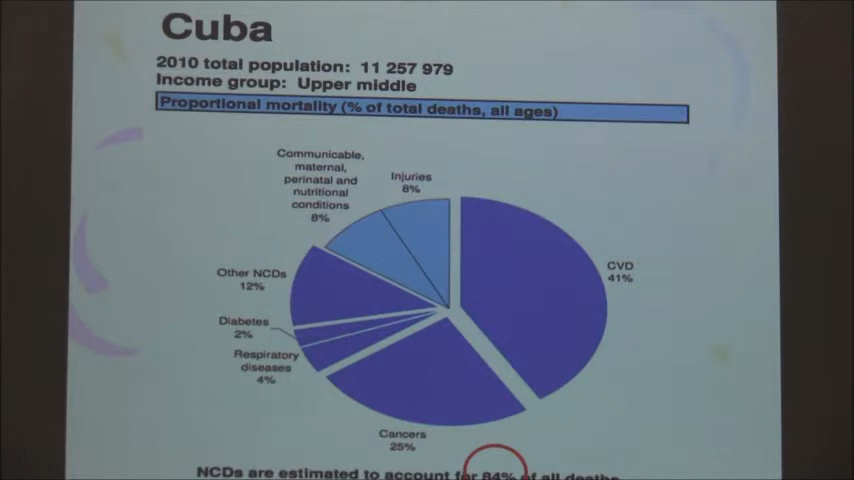 Cuba
2010 total population: 11 257 979
Income group: Upper middle
Proportional mortality (% of total deaths, all ages)
Communicable,
maternal,
perinatal and
nutritional
conditions
8%
Injuries
8%
CVD
41%
Other NCDs
12%
Diabetes
2%
Respiratory
diseases
4%
Cancers
25%
NCDs are estimated to account for 84% of all deaths